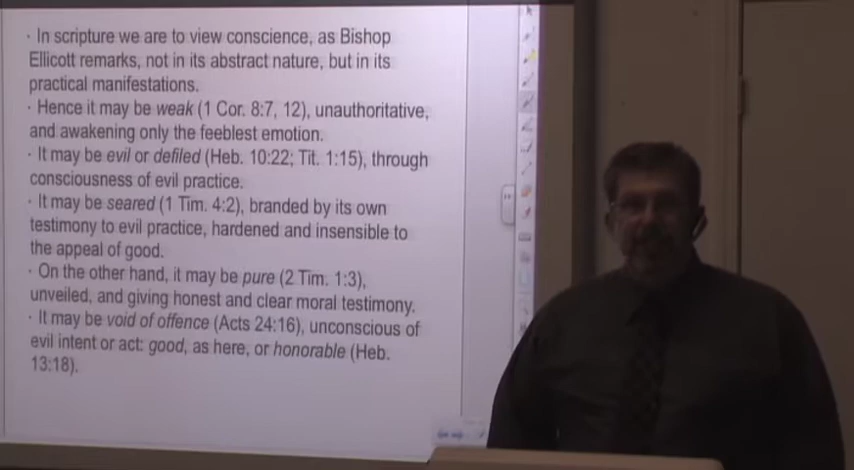 · In scripture we are to view conscience, as Bishop
Ellicott remarks, not in its abstract nature, but in its
practical manifestations.
· Hence it may be weak (1 Cor. 8:7, 12), unauthoritative,
and awakening only the feeblest emotion.
· It may be evil or defiled (Heb. 10:22; Tit. 1:15), through
consciousness of evil practice.
· It may be seared (1 Tim. 4:2), branded by its own
testimony to evil practice, hardened and insensible to
the appeal of good.
· On the other hand, it may be pure (2 Tim. 1:3),
unveiled, and giving honest and clear moral testimony.
· It may be void of offence (Acts 24:16), unconscious of
evil intent or act: good, as here, or honorable (Heb.
13:18).